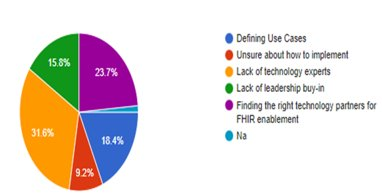 15.8%
23.7%
31.6%
18.4%
9.2%
Defining Use Cases
Unsure about how to implement
Lack of technology experts
Lack of leadership buy-in
Finding the right technology partners for
FHIR enablement
Na